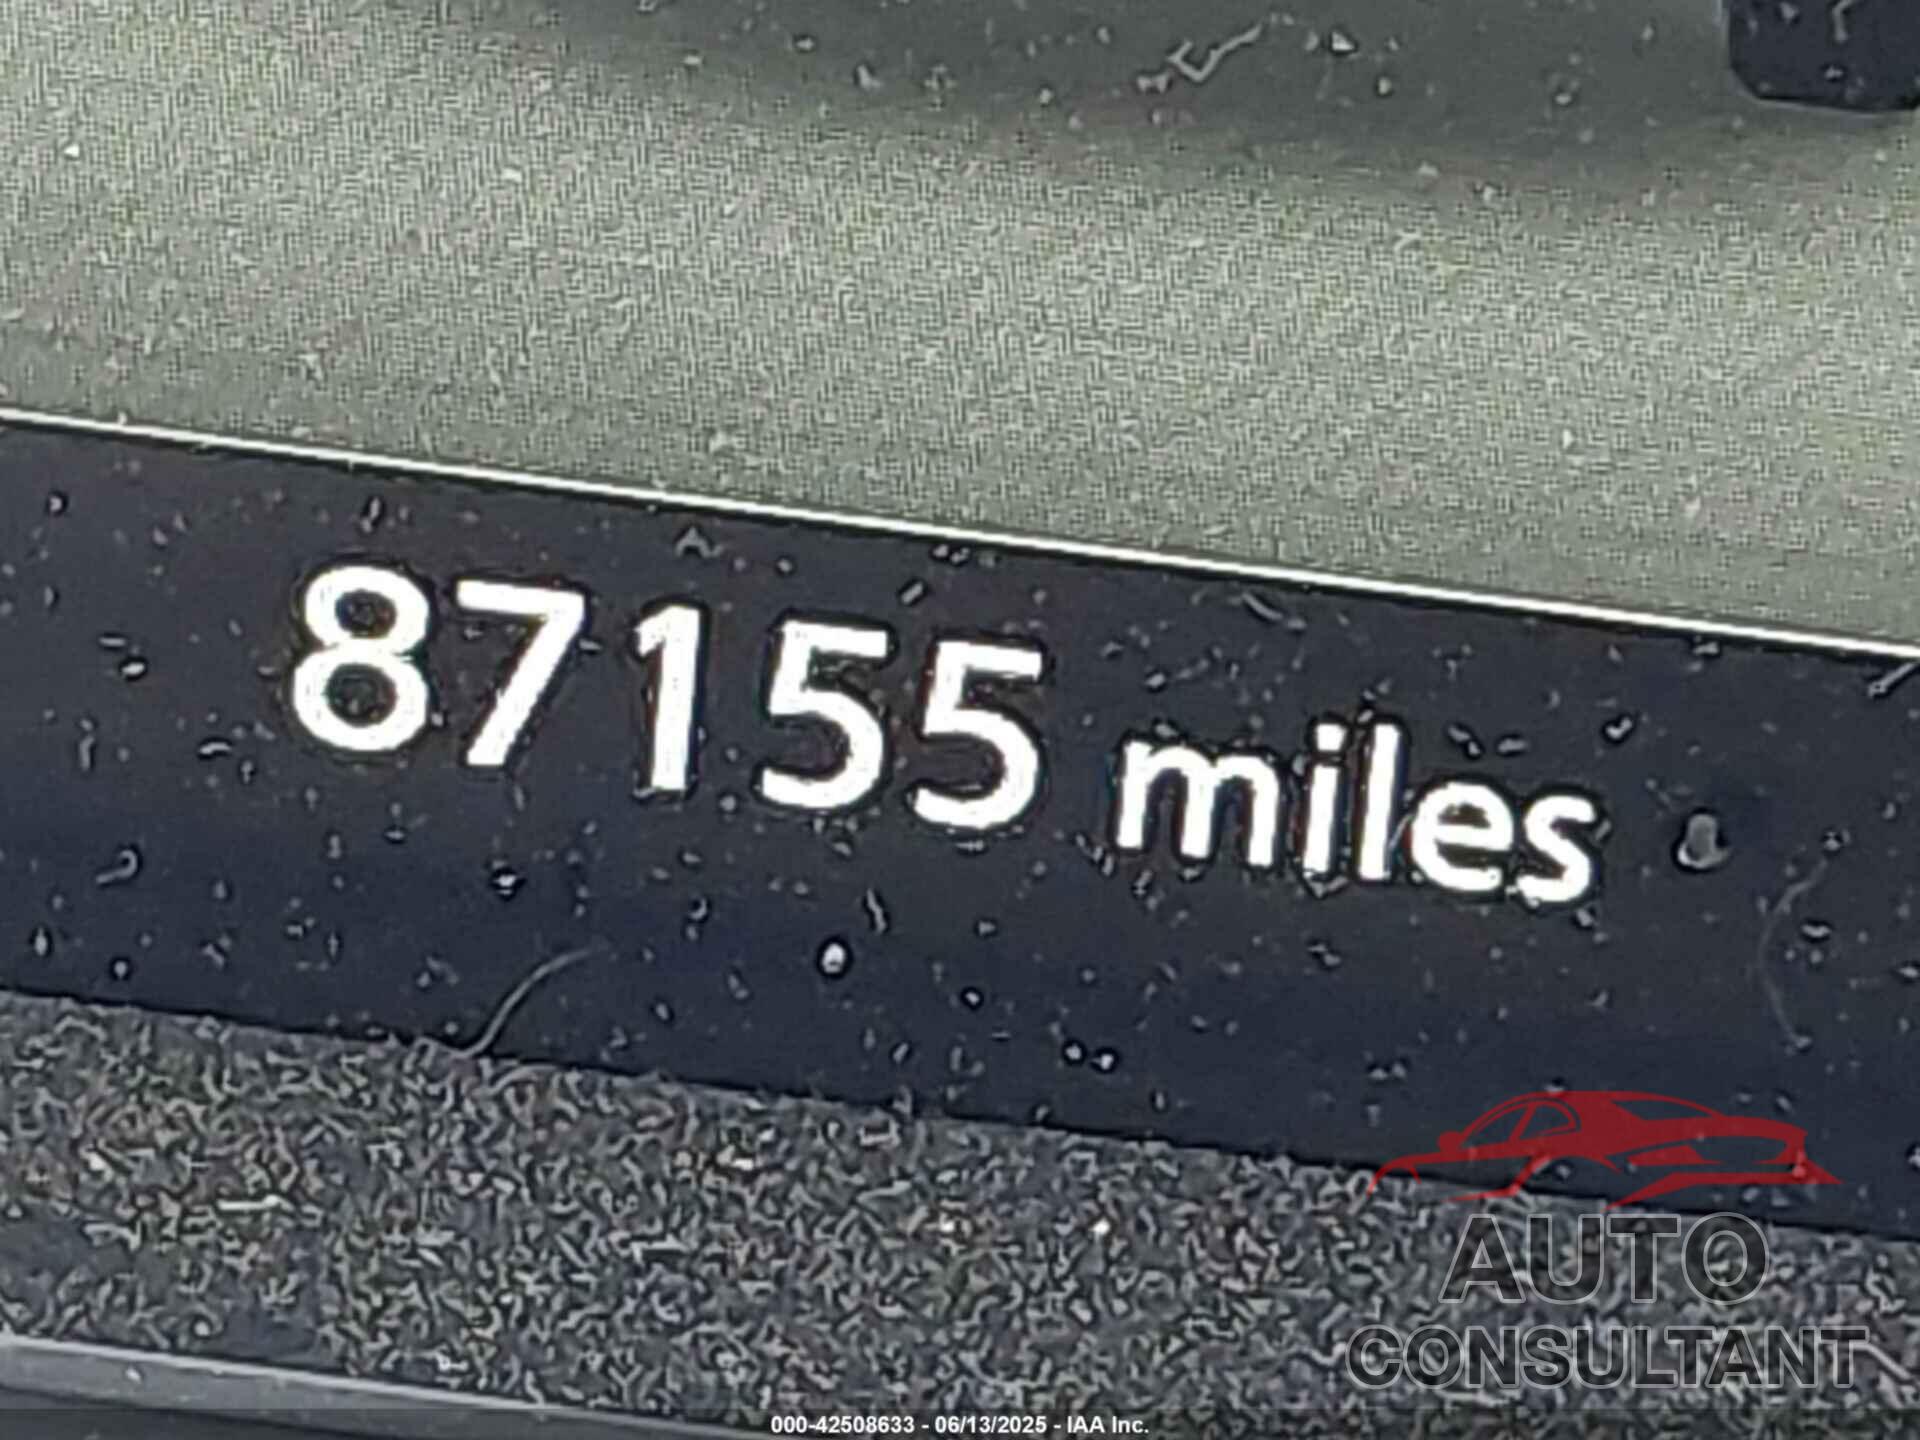 87155 miles
AUTO
CONSULTANT
000-42508633 - 06/13/2025 - IAA Inc.